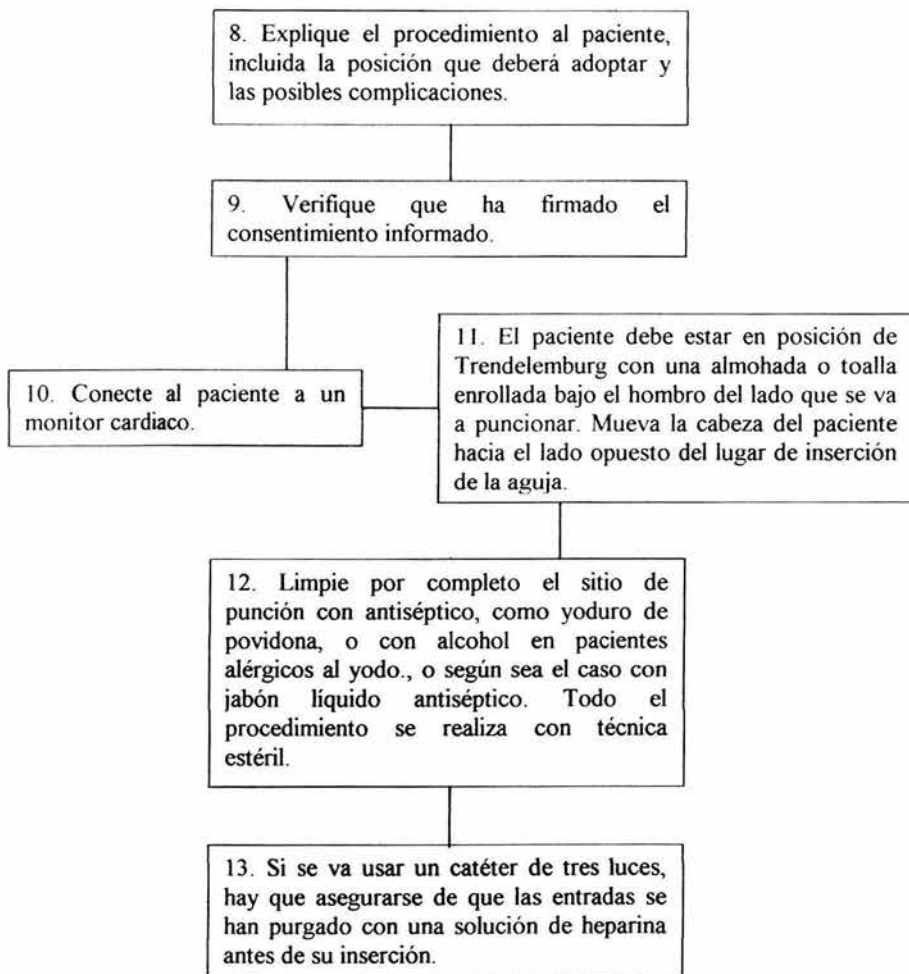 8. Explique el procedimiento al paciente,
incluida la posición que deberá adoptar y
las posibles complicaciones.
9. Verifique que ha firmado el
consentimiento informado.
10. Conecte al paciente a un
monitor cardiaco.
11. El paciente debe estar en posición de
Trendelemburg con una almohada o toalla
enrollada bajo el hombro del lado que se va
a puncionar. Mueva la cabeza del paciente
hacia el lado opuesto del lugar de inserción
de la aguja.
12. Limpie por completo el sitio de
punción con antiséptico, como yoduro de
povidona, o con alcohol en pacientes
alérgicos al yodo., o según sea el caso con
jabón líquido antiséptico. Todo el
procedimiento se realiza con técnica
estéril.
13. Si se va usar un catéter de tres luces,
hay que asegurarse de que las entradas se
han purgado con una solución de heparina
antes de su inserción.